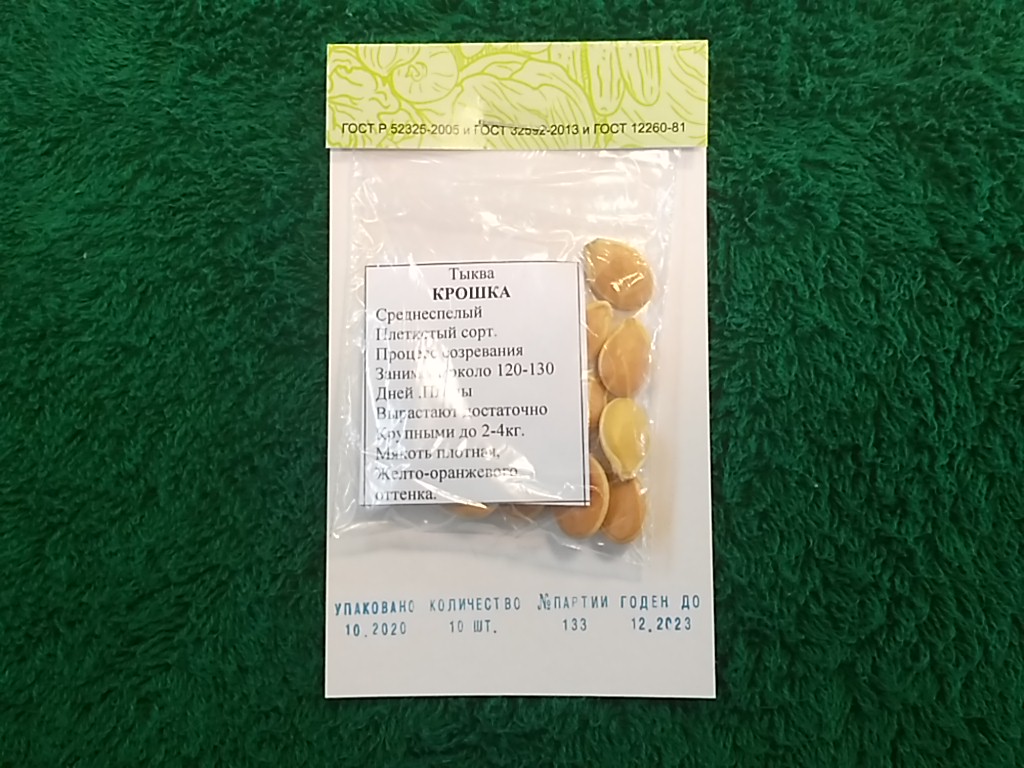 ГОСТ Р 52325-2005 и ГОСТ 32592-2013 и ГОСТ 12260-81
Тыква
КРОШКА
Среднеспелый
Плетистый сорт.
Процесс созревания
Занимает около 120-130
Дней .Плоды
Вырастают достаточно
Крупными до 2-4кг.
Мякоть плотная,
Желто-оранжевого
оттенка.
УПАКОВАНО КОЛИЧЕСТВО №ПАРТИИ ГОДЕН ДО
10.2020 10 ШТ. 133 12.2023